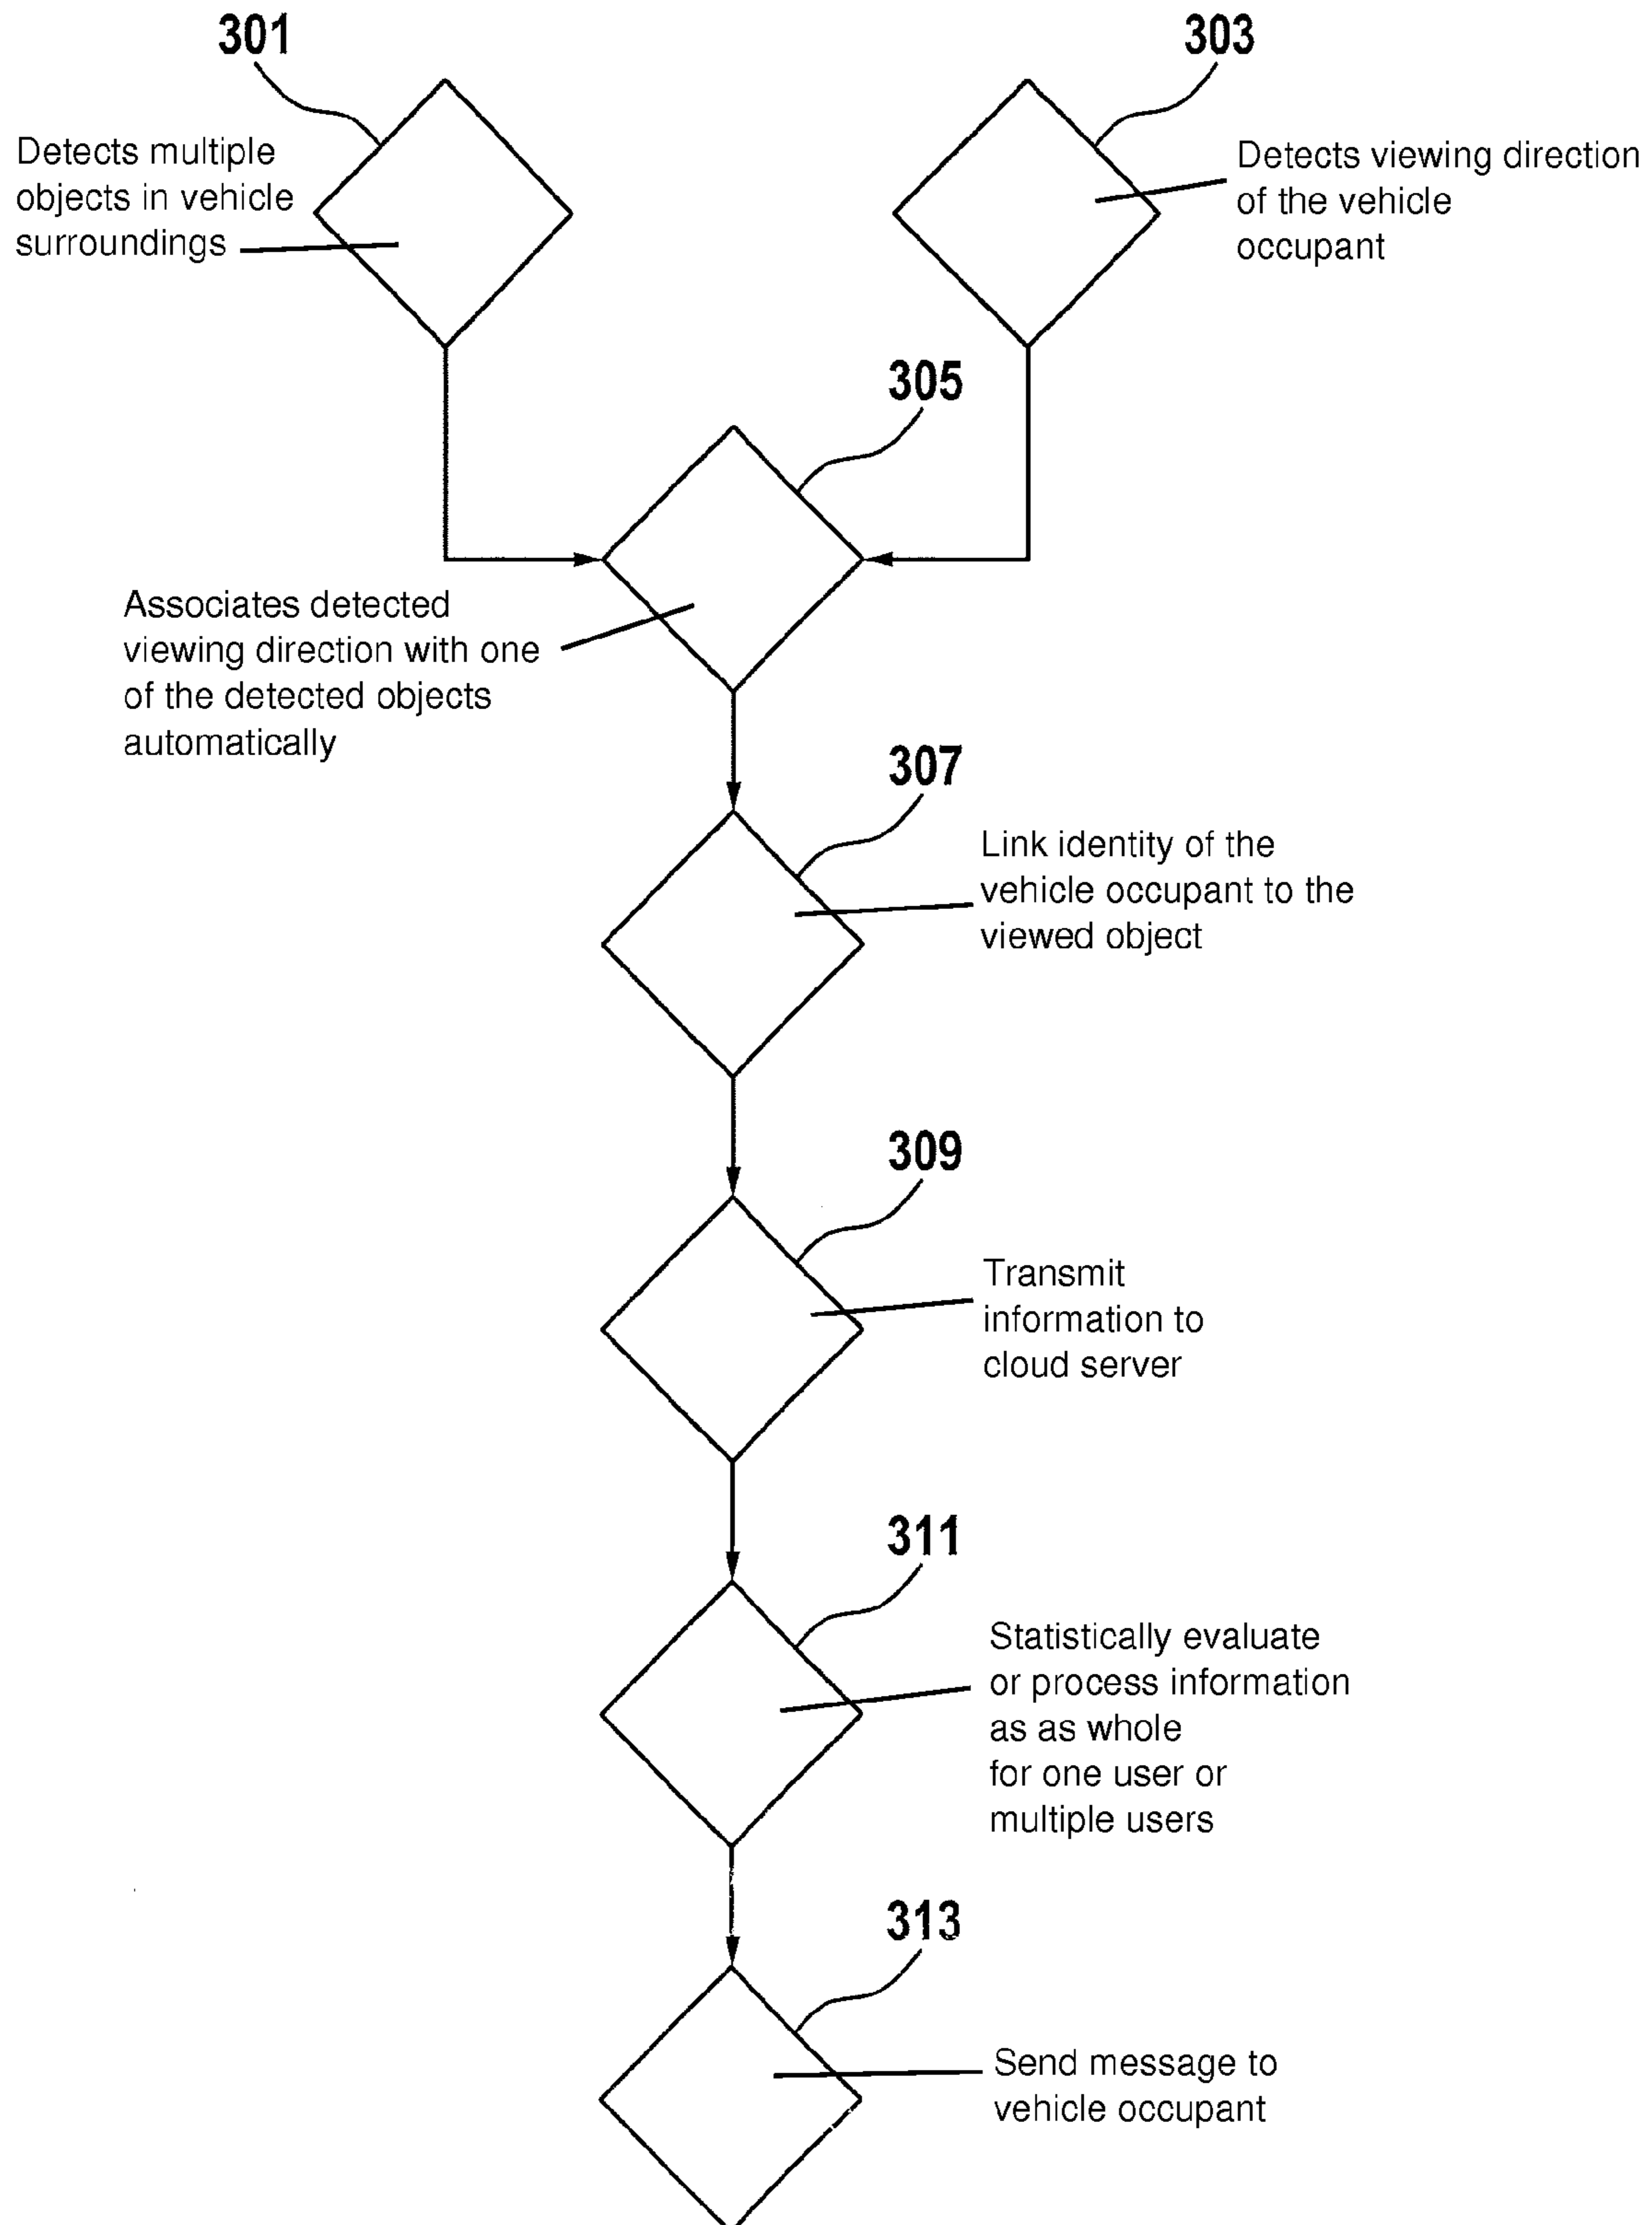 301
303
Detects multiple
objects in vehicle
surroundings
Detects viewing direction
of the vehicle
occupant
305
Associates detected
viewing direction with one
of the detected objects
automatically
307
Link identity of the
vehicle occupant to the
viewed object
309
Transmit
information to
cloud server
311
Statistically evaluate
or process information
as as whole
for one user or
multiple users
313
Send message to
vehicle occupant